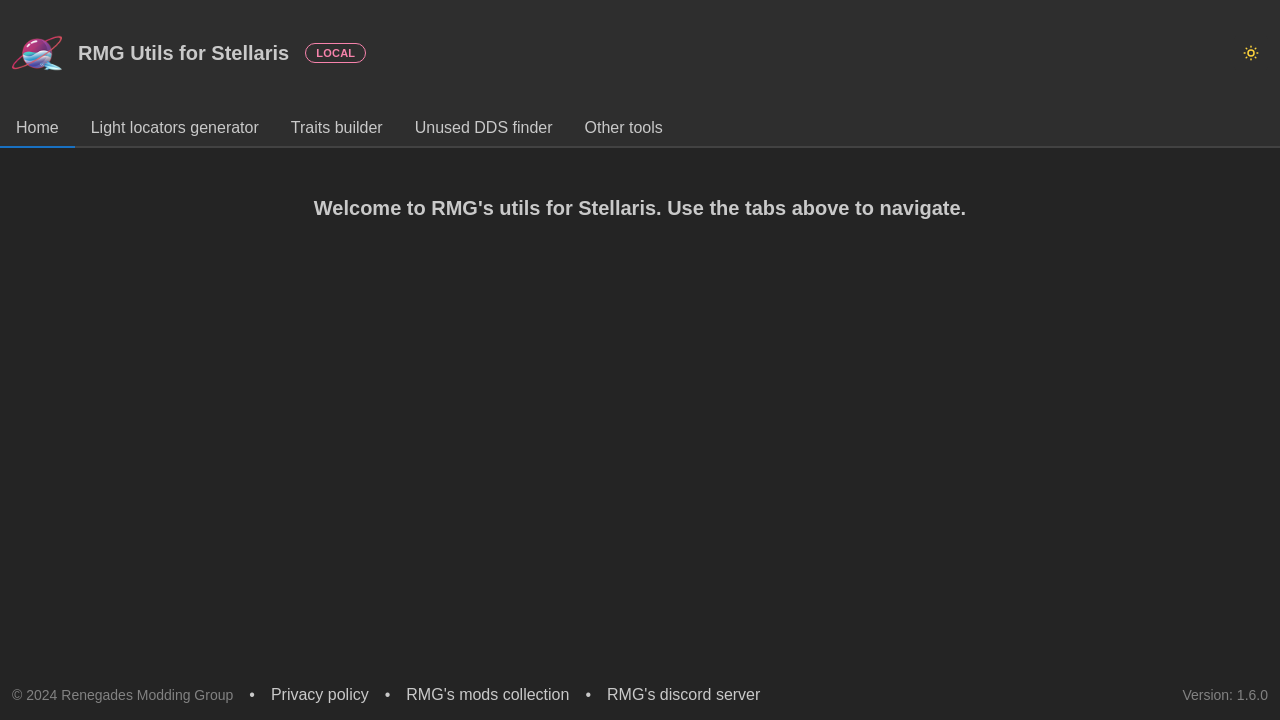 RMG Utils for Stellaris LOCAL
Home Light locators generator Traits builder Unused DDS finder Other tools
Welcome to RMG's utils for Stellaris. Use the tabs above to navigate.
© 2024 Renegades Modding Group • Privacy policy • RMG's mods collection • RMG's discord server Version: 1.6.0